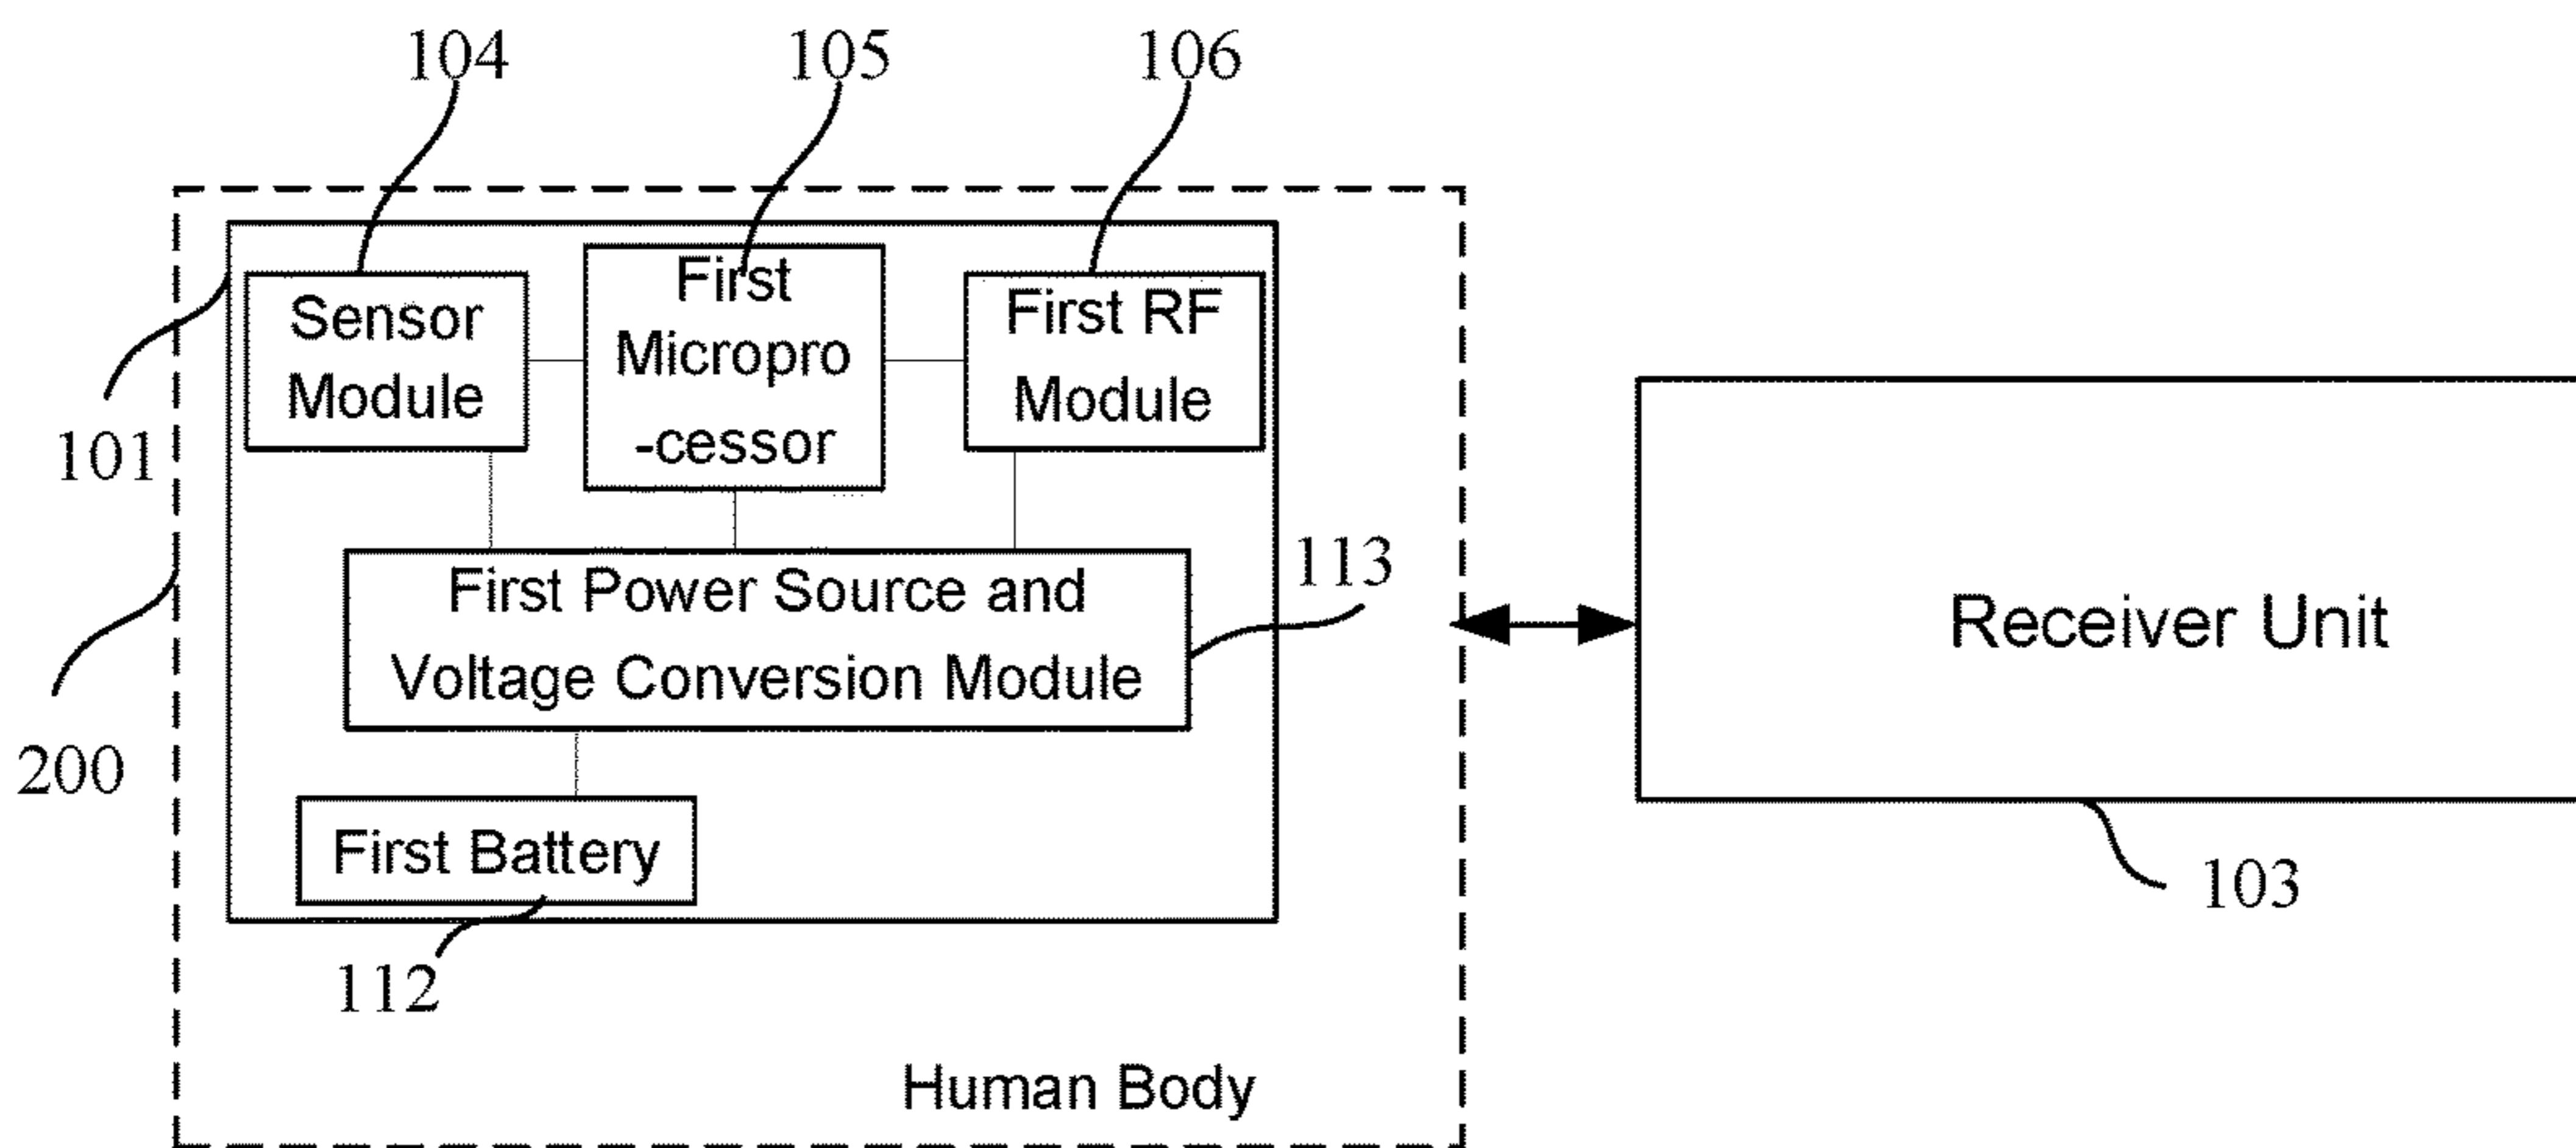 104
105
106
Sensor
Module
First
Micropro
-cessor
First RF
Module
101
First Power Source and
Voltage Conversion Module
113
Receiver Unit
200
First Battery
103
112
Human Body